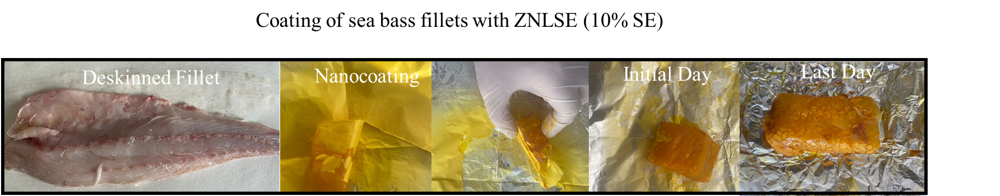 Coating of sea bass fillets with ZNLSE (10% SE)
Deskinned Fillet
Nanocoating
Initial Day
Last Day